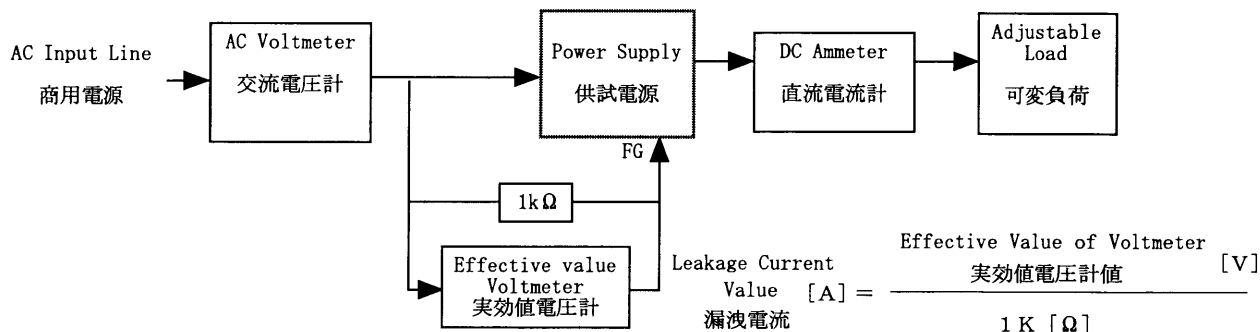 AC Input Line
商用電源
AC Voltmeter
交流電圧計
Power Supply
供試電源
DC Ammeter
直流電流計
Adjustable
Load
可変負荷
FG
1kΩ
Effective value
Voltmeter
実効値電圧計
Leakage Current
Value [A] =
漏洩電流
Effective Value of Voltmeter
実効値電圧計値 [V]
1 K [Ω]